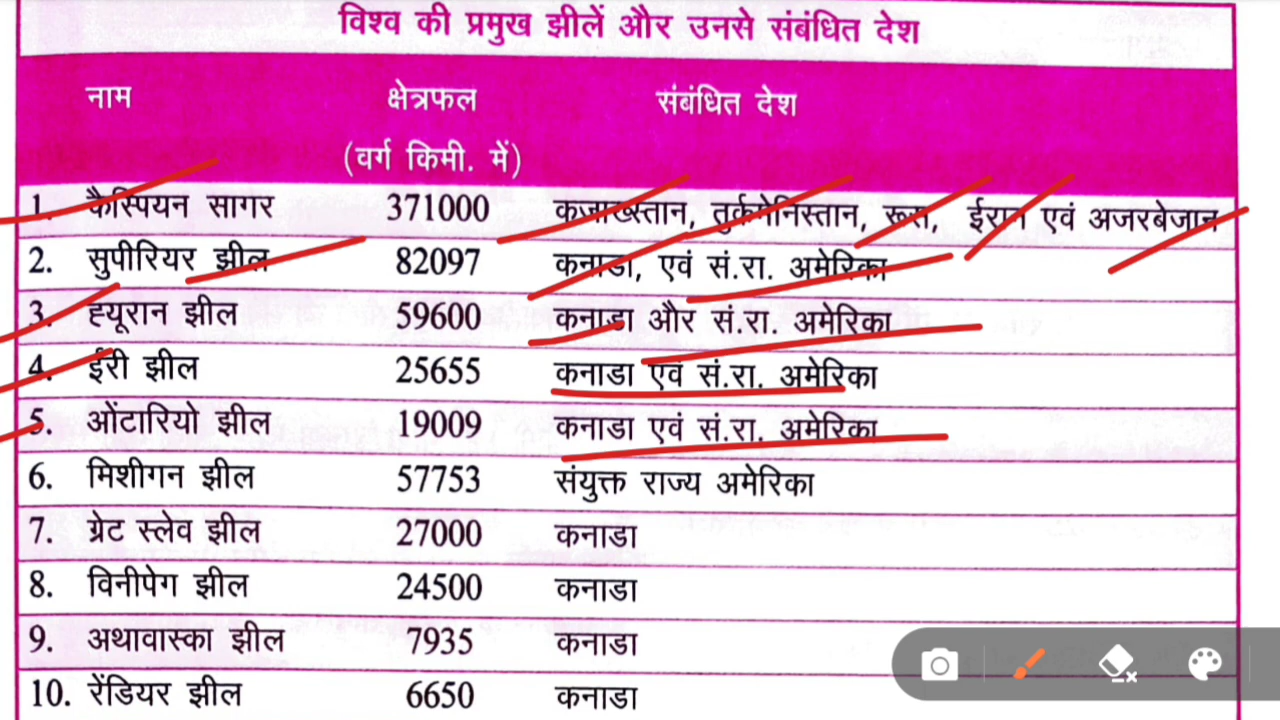 विश्व की प्रमुख झीलें और उनसे संबंधित देश
नाम क्षेत्रफल संबंधित देश
(वर्ग किमी. में)
1. कैस्पियन सागर 371000 कजाख्स्तान, तुर्कमेनिस्तान, रूस, ईरान एवं अजरबेजान
2. सुपीरियर झील 82097 कनाडा, एवं सं.रा. अमेरिका
3. ह्यूरान झील 59600 कनाडा और सं.रा. अमेरिका
4. ईरी झील 25655 कनाडा एवं सं.रा. अमेरिका
5. ओंटारियो झील 19009 कनाडा एवं सं.रा. अमेरिका
6. मिशीगन झील 57753 संयुक्त राज्य अमेरिका
7. ग्रेट स्लेव झील 27000 कनाडा
8. विनीपेग झील 24500 कनाडा
9. अथावास्का झील 7935 कनाडा
10. रेंडियर झील 6650 कनाडा